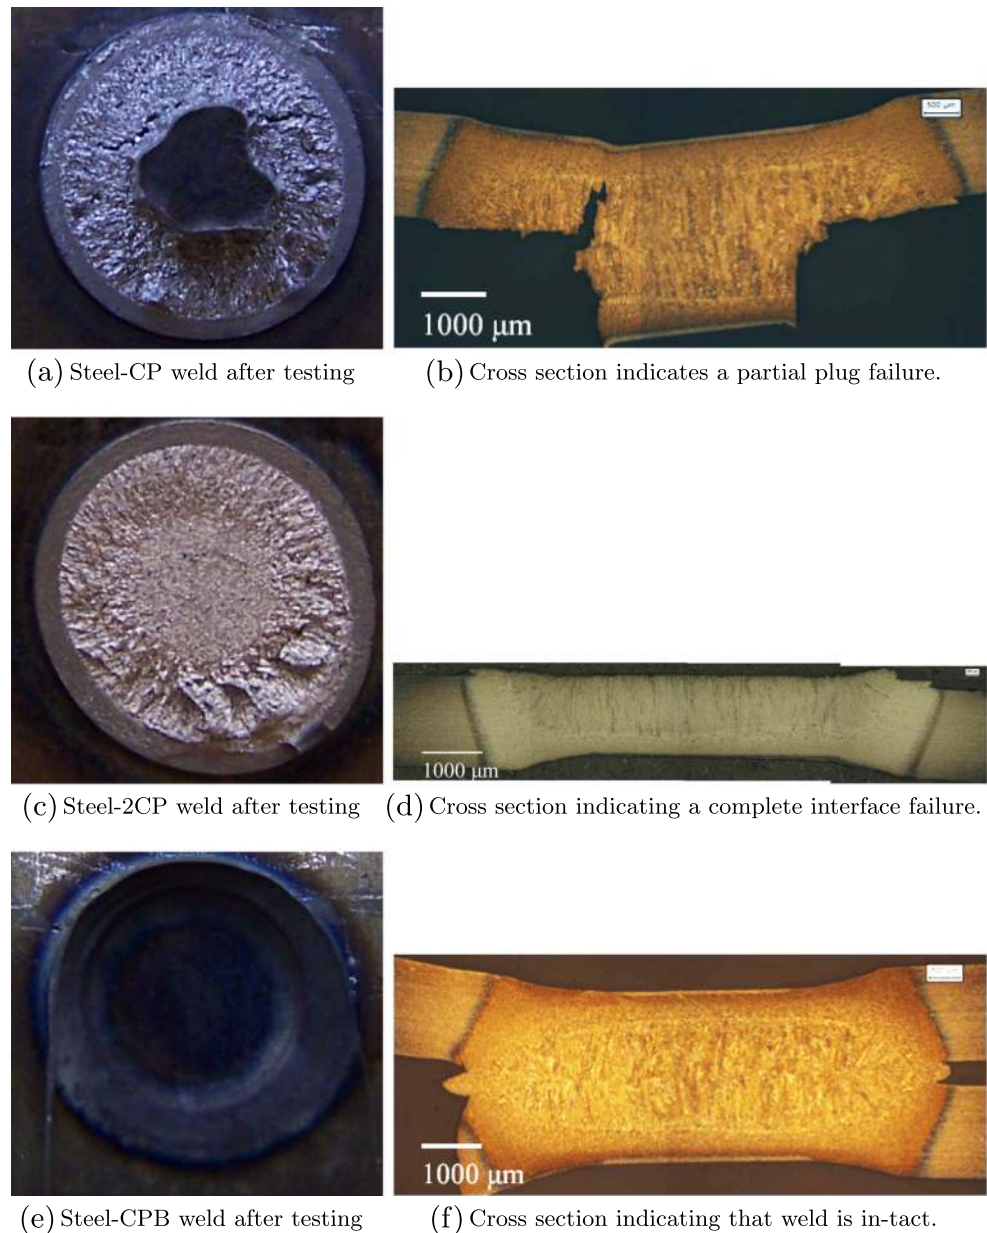 500 µm
1000 µm
(a) Steel-CP weld after testing
(b) Cross section indicates a partial plug failure.
1000 µm
(c) Steel-2CP weld after testing
(d) Cross section indicating a complete interface failure.
1000 µm
(e) Steel-CPB weld after testing
(f) Cross section indicating that weld is in-tact.